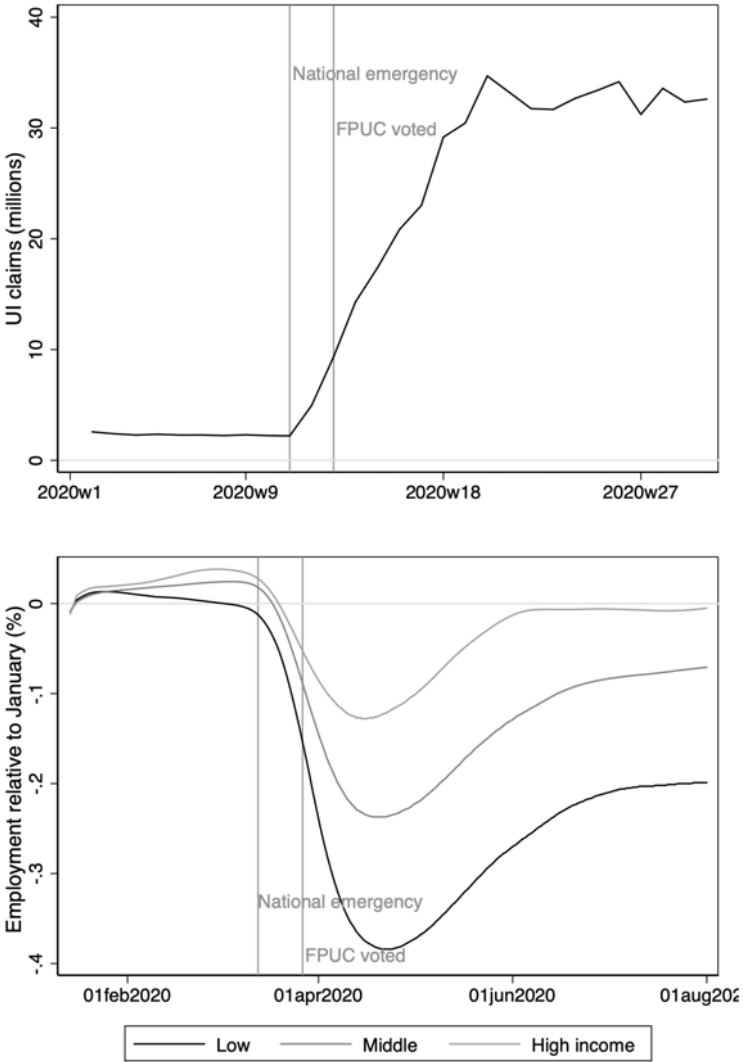 40
National emergency
FPUC voted
30
20
10
0
UI claims (millions)
2020w1 2020w9 2020w18 2020w27
0
-.1
-.2
-.3
-.4
Employment relative to January (%)
National emergency
FPUC voted
01feb2020 01apr2020 01jun2020 01aug202
Low Middle High income